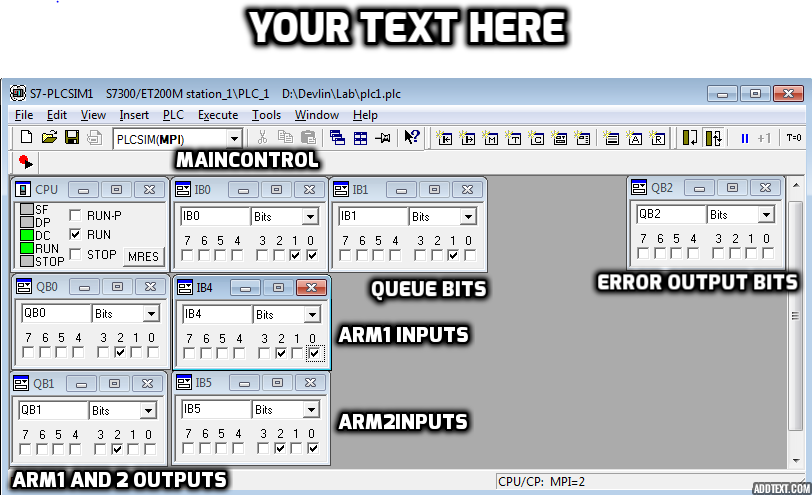 YOUR TEXT HERE
S7-PLCSIM1 S7300/ET200M station_1\PLC_1 D:\Devlin\Lab\plc1.plc
File Edit View Insert PLC Execute Tools Window Help
PLCSIM(MPI)
+1 T=0
MAINCONTROL
CPU IB0 IB1 QB2
SF
DP
DC
RUN
STOP
RUN-P
RUN
STOP
MRES
IB0 Bits
7 6 5 4 3 2 1 0
IB1 Bits
7 6 5 4 3 2 1 0
QB2 Bits
7 6 5 4 3 2 1 0
QUEUE BITS
ERROR OUTPUT BITS
QB0
QB0 Bits
7 6 5 4 3 2 1 0
IB4
IB4 Bits
7 6 5 4 3 2 1 0
ARM1 INPUTS
QB1
QB1 Bits
7 6 5 4 3 2 1 0
IB5
IB5 Bits
7 6 5 4 3 2 1 0
ARM2INPUTS
ARM1 AND 2 OUTPUTS
CPU/CP: MPI=2
ADDTEXT.COM